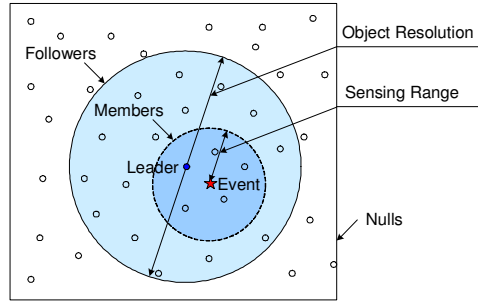 Object Resolution
Followers
Sensing Range
Members
Leader
Event
Nulls